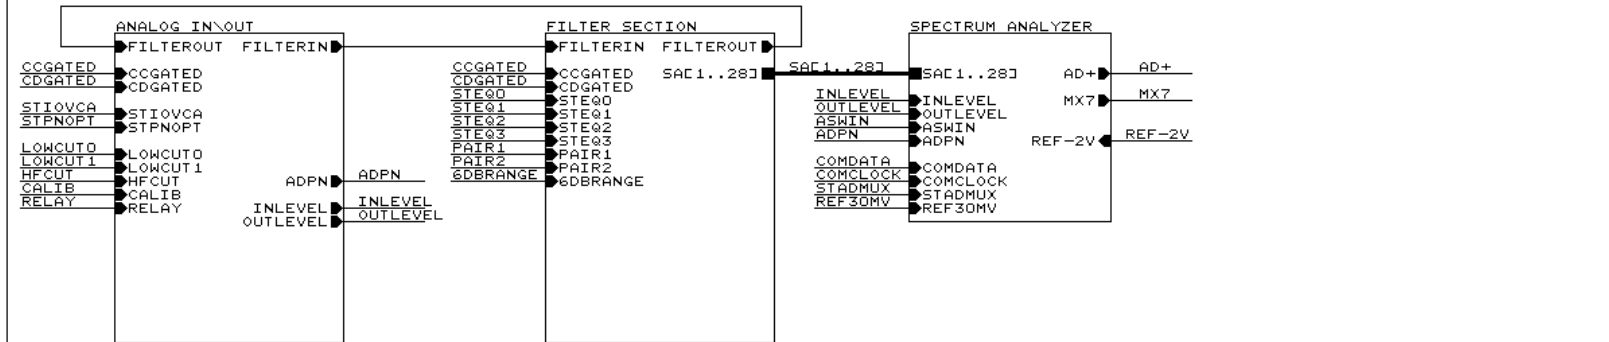 ANALOG IN\OUT
FILTEROUT FILTERIN
CCGATED CCGATED
CDGATED CDGATED
STIOVCA STIOVCA
STPNOPT STPNOPT
LOWCUT0 LOWCUT0
LOWCUT1 LOWCUT1
HFCUT HFCUT
CALIB CALIB
RELAY RELAY
ADPN ADPN
INLEVEL INLEVEL
OUTLEVEL OUTLEVEL
FILTER SECTION
FILTERIN FILTEROUT
CCGATED CCGATED SA[1..28] SA[1..28]
CDGATED CDGATED
STEQ0 STEQ0
STEQ1 STEQ1
STEQ2 STEQ2
STEQ3 STEQ3
PAIR1 PAIR1
PAIR2 PAIR2
6DBRANGE 6DBRANGE
SPECTRUM ANALYZER
SA[1..28] AD+ AD+
INLEVEL INLEVEL MX7 MX7
OUTLEVEL OUTLEVEL
ASWIN ASWIN
ADPN ADPN REF-2V REF-2V
COMDATA COMDATA
COMCLOCK COMCLOCK
STADMUX STADMUX
REF30MV REF30MV